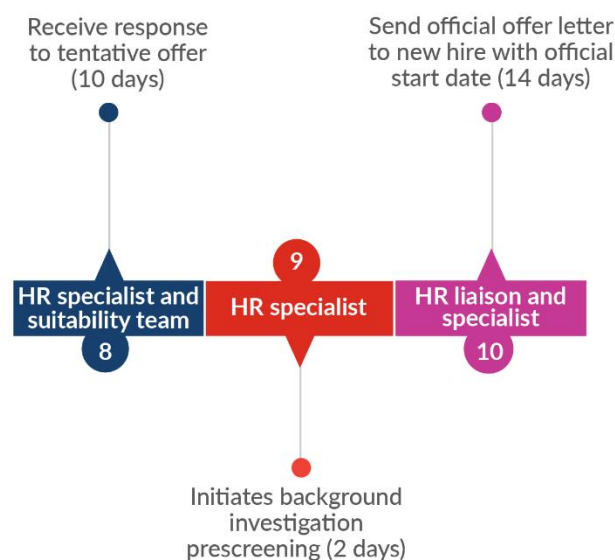 Receive response
to tentative offer
(10 days)
Send official offer letter
to new hire with official
start date (14 days)
HR specialist and
suitability team
8
9
HR specialist
HR liaison and
specialist
10
Initiates background
investigation
prescreening (2 days)